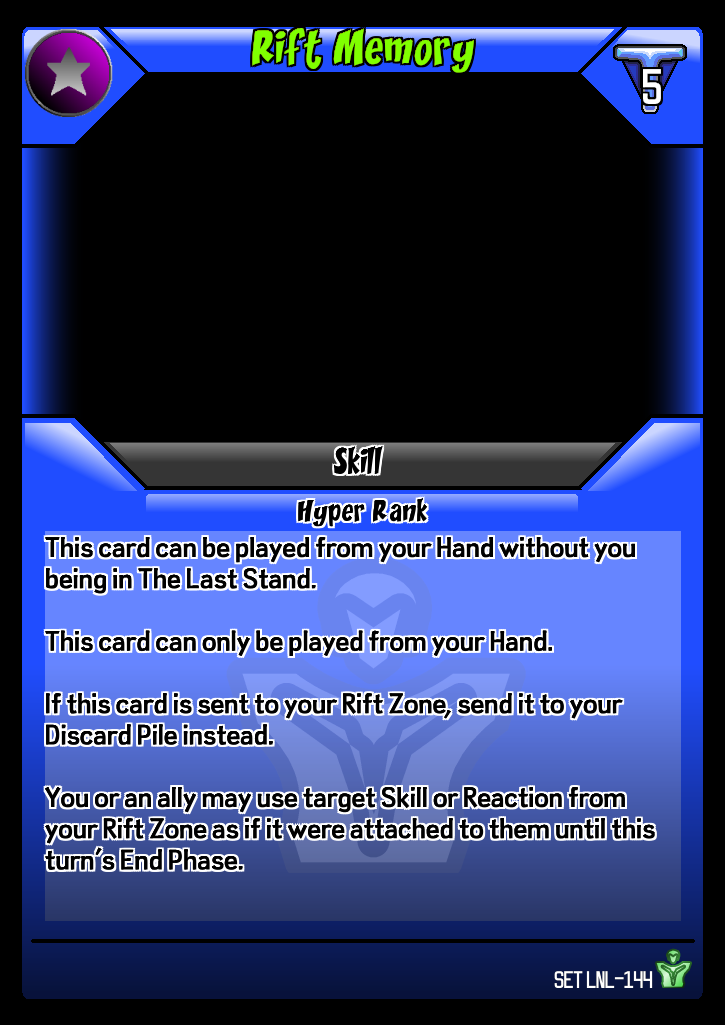 Rift Memory
5
Skill
Hyper Rank
This card can be played from your Hand without you
being in The Last Stand.
This card can only be played from your Hand.
If this card is sent to your Rift Zone, send it to your
Discard Pile instead.
You or an ally may use target Skill or Reaction from
your Rift Zone as if it were attached to them until this
turn's End Phase.
SET LNL-144